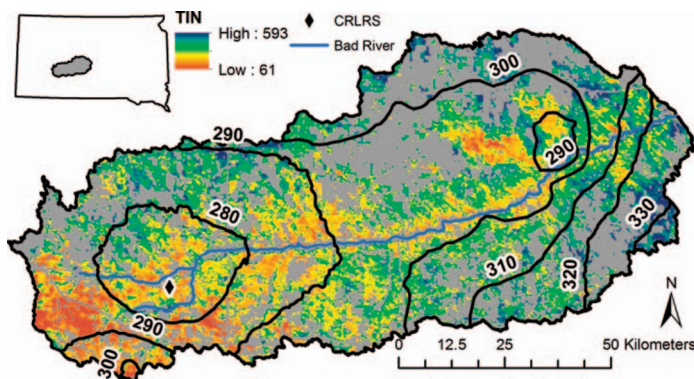 TIN
High : 593
Low : 61
CRLRS
Bad River
300
290
290
280
330
310
320
290
300
N
0 12.5 25 50 Kilometers